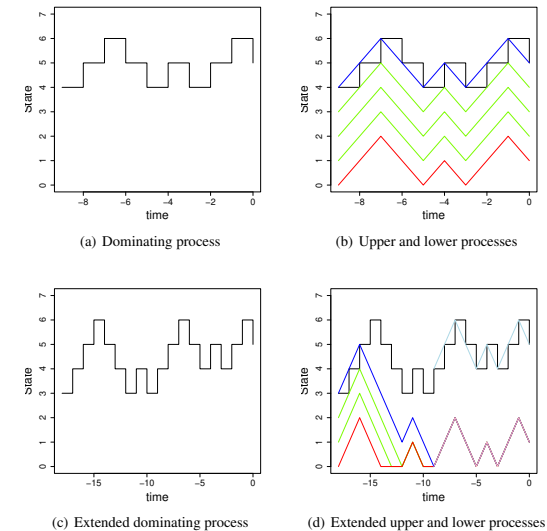 7
6
5
4
3
2
1
0
State
-8 -6 -4 -2 0
time
(a) Dominating process
7
6
5
4
3
2
1
0
State
-8 -6 -4 -2 0
time
(b) Upper and lower processes
7
6
5
4
3
2
1
0
State
-15 -10 -5 0
time
(c) Extended dominating process
7
6
5
4
3
2
1
0
State
-15 -10 -5 0
time
(d) Extended upper and lower processes